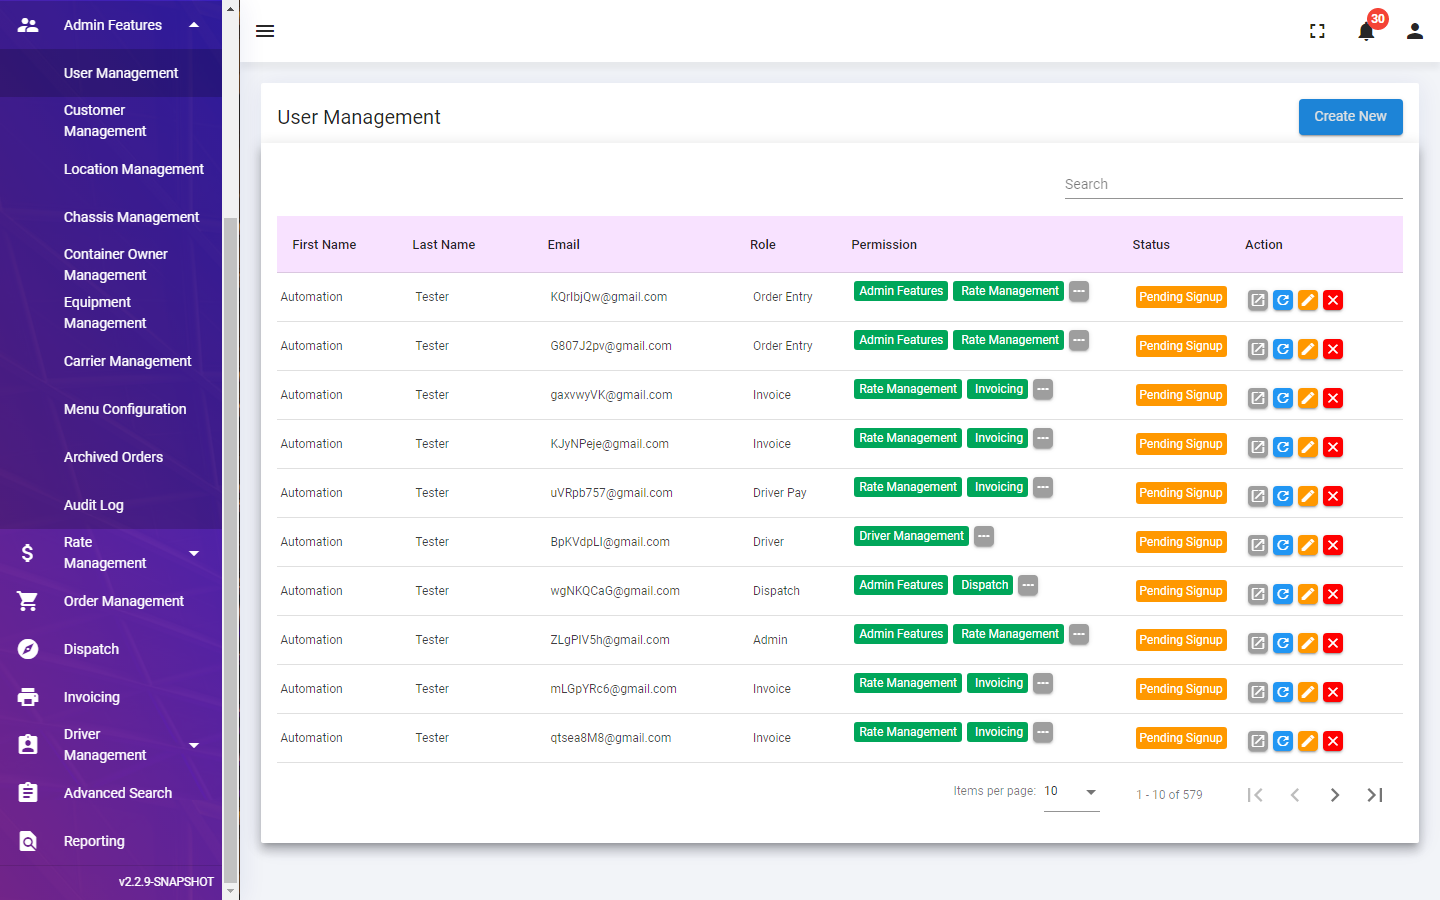 Admin Features
User Management
Customer
Management
Location Management
Chassis Management
Container Owner
Management
Equipment
Management
Carrier Management
Menu Configuration
Archived Orders
Audit Log
Rate
Management
Order Management
Dispatch
Invoicing
Driver
Management
Advanced Search
Reporting
v2.2.9-SNAPSHOT
30
User Management
Create New
Search
First Name Last Name Email Role Permission Status Action
Automation Tester KQrIbjQw@gmail.com Order Entry Admin Features Rate Management --- Pending Signup
Automation Tester G807J2pv@gmail.com Order Entry Admin Features Rate Management --- Pending Signup
Automation Tester gaxvwyVK@gmail.com Invoice Rate Management Invoicing --- Pending Signup
Automation Tester KJyNPeje@gmail.com Invoice Rate Management Invoicing --- Pending Signup
Automation Tester uVRpb757@gmail.com Driver Pay Rate Management Invoicing --- Pending Signup
Automation Tester BpKVdpLI@gmail.com Driver Driver Management --- Pending Signup
Automation Tester wgNKQCaG@gmail.com Dispatch Admin Features Dispatch --- Pending Signup
Automation Tester ZLgPIV5h@gmail.com Admin Admin Features Rate Management --- Pending Signup
Automation Tester mLGpYRc6@gmail.com Invoice Rate Management Invoicing --- Pending Signup
Automation Tester qtsea8M8@gmail.com Invoice Rate Management Invoicing --- Pending Signup
Items per page: 10 1 - 10 of 579